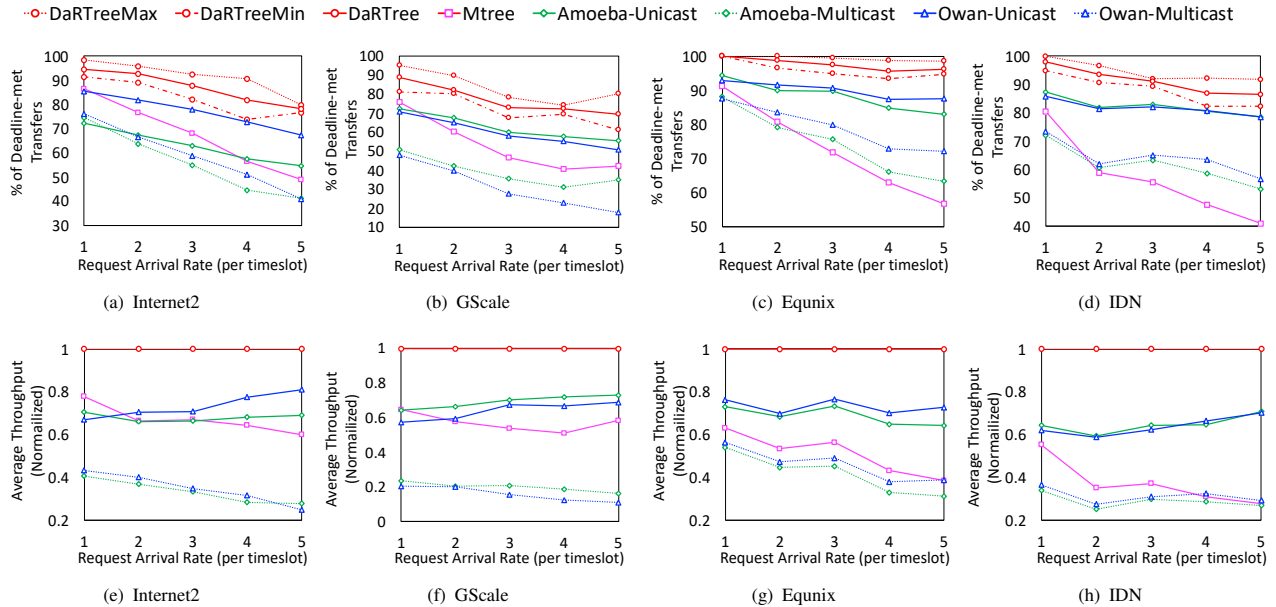 DaRTreeMax DaRTreeMin DaRTree Mtree Amoeba-Unicast Amoeba-Multicast Owan-Unicast Owan-Multicast
% of Deadline-met
Transfers
100
90
80
70
60
50
40
30
1 2 3 4 5
Request Arrival Rate (per timeslot)
(a) Internet2
% of Deadline-met
Transfers
100
90
80
70
60
50
40
30
20
10
1 2 3 4 5
Request Arrival Rate (per timeslot)
(b) GScale
% of Deadline-met
Transfers
100
90
80
70
60
50
1 2 3 4 5
Request Arrival Rate (per timeslot)
(c) Equnix
% of Deadline-met
Transfers
100
90
80
70
60
50
40
1 2 3 4 5
Request Arrival Rate (per timeslot)
(d) IDN
Average Throughput
(Normailized)
1
0.8
0.6
0.4
0.2
1 2 3 4 5
Request Arrival Rate (per timeslot)
(e) Internet2
Average Throughput
(Normailized)
1
0.8
0.6
0.4
0.2
0
1 2 3 4 5
Request Arrival Rate (per timeslot)
(f) GScale
Average Throughput
(Normailized)
1
0.8
0.6
0.4
0.2
1 2 3 4 5
Request Arrival Rate (per timeslot)
(g) Equnix
Average Throughput
(Normailized)
1
0.8
0.6
0.4
0.2
1 2 3 4 5
Request Arrival Rate (per timeslot)
(h) IDN